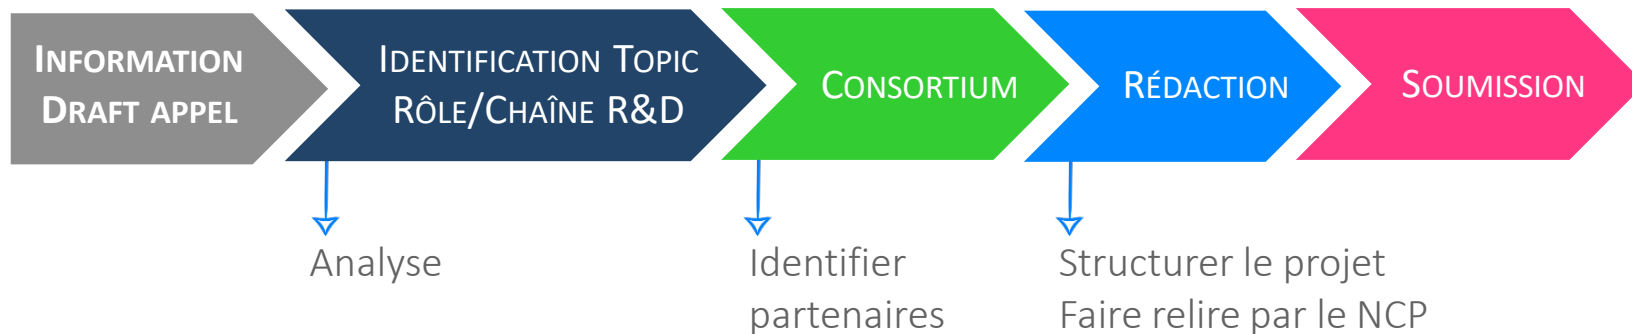 Information
Draft appel
Identification Topic
Rôle/Chaîne R&D
Consortium
Rédaction
Soumission
Analyse
Identifier
partenaires
Structurer le projet
Faire relire par le NCP